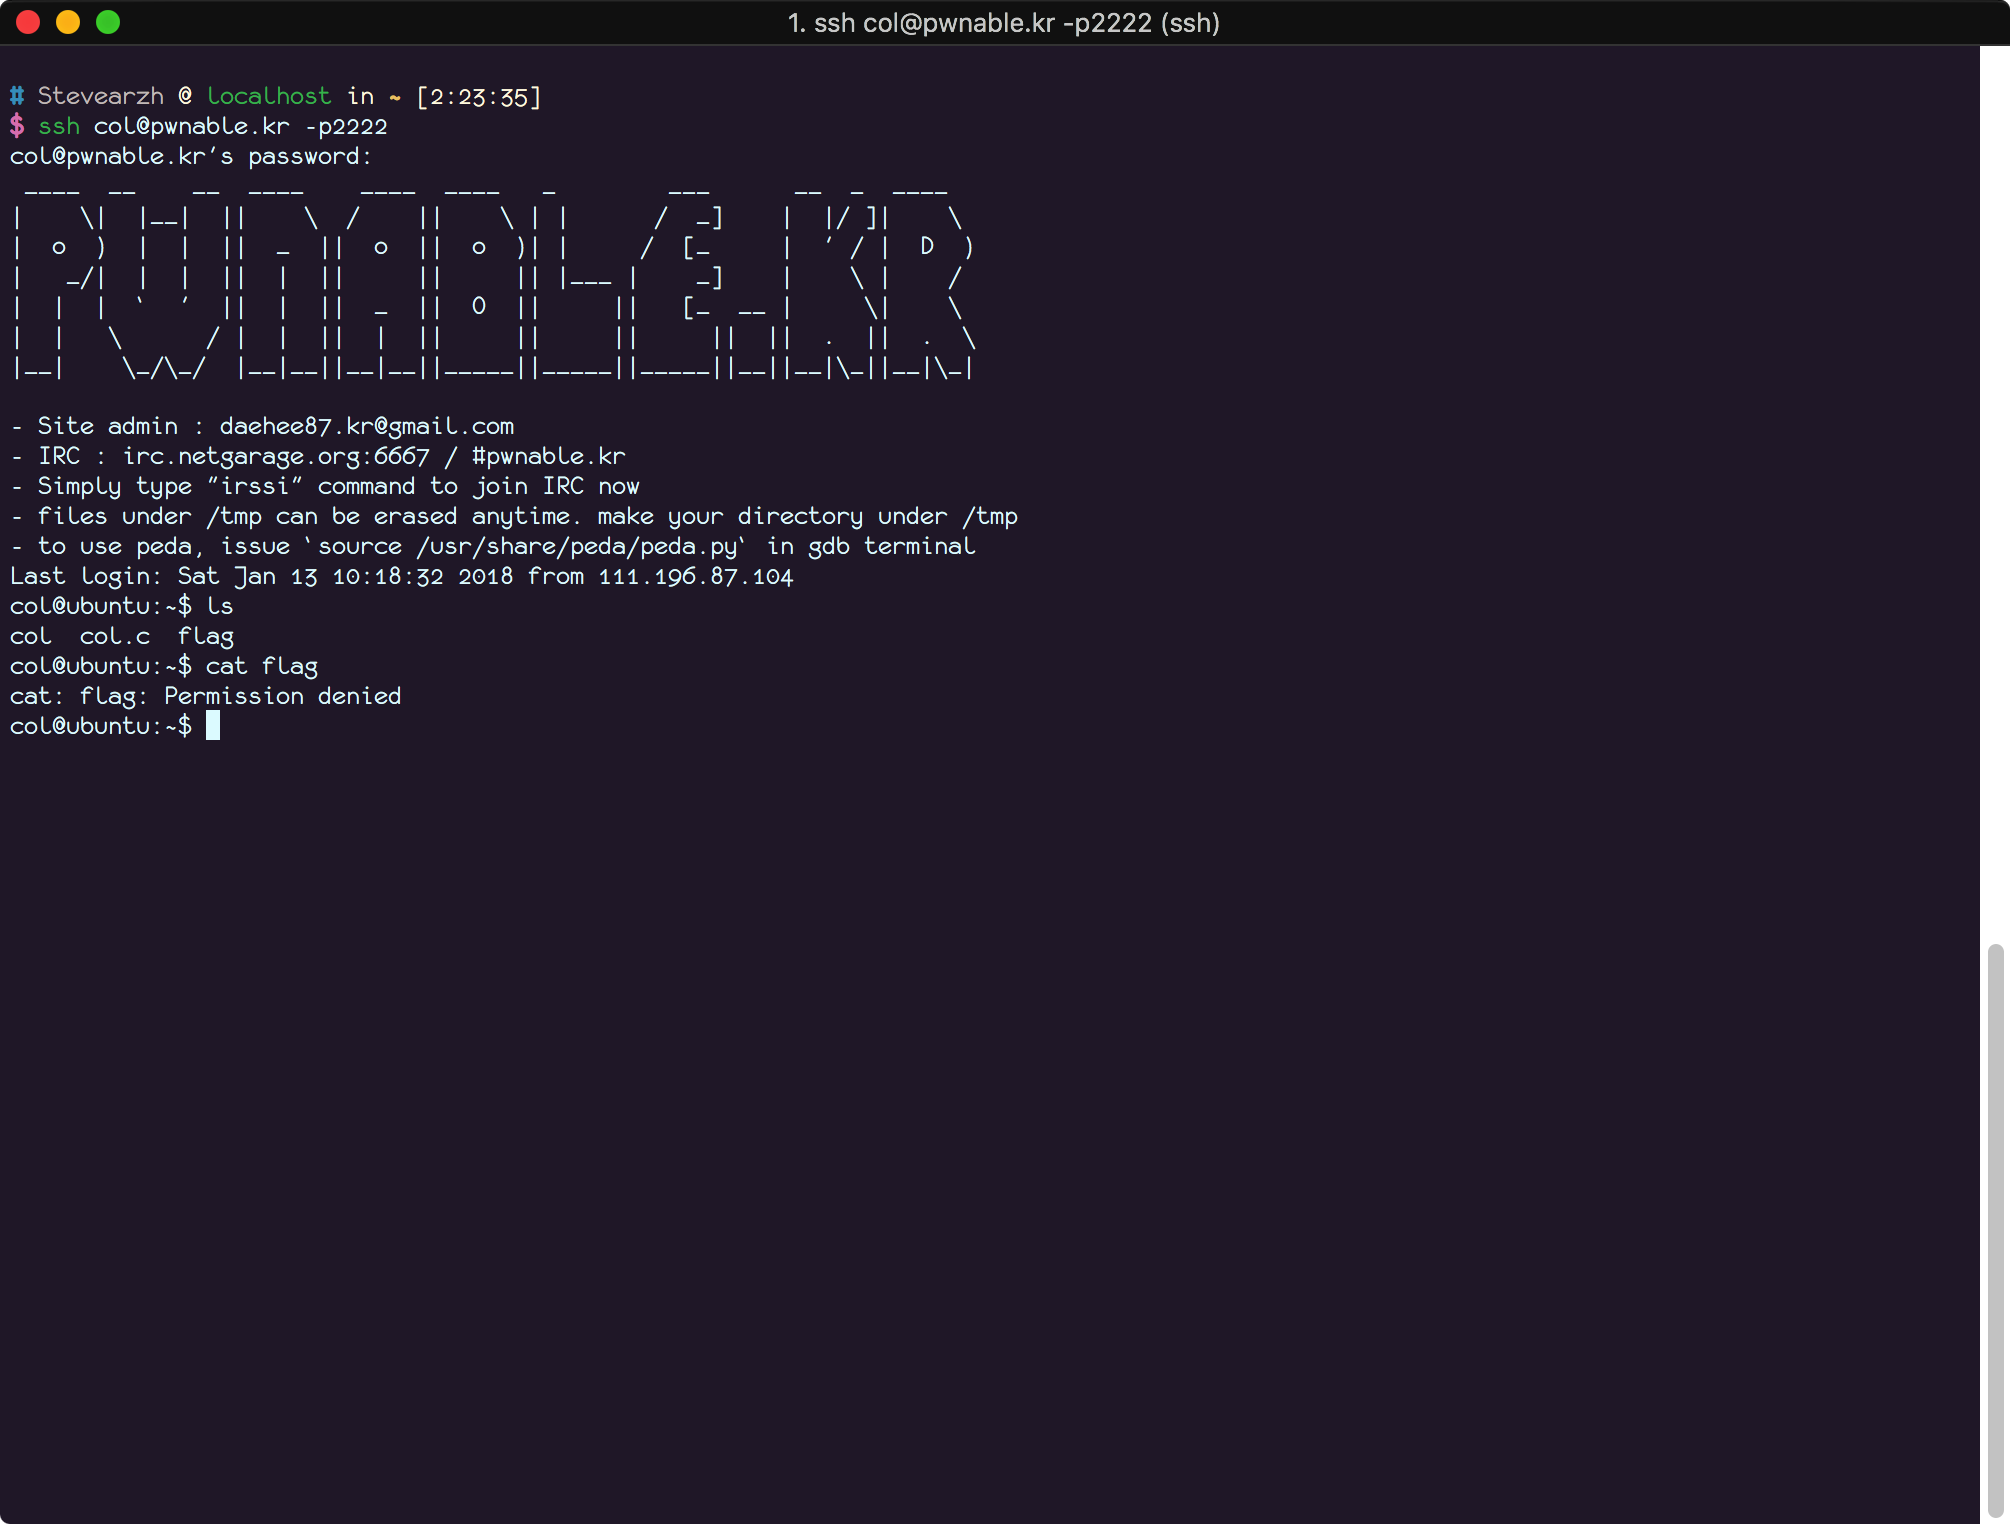 1. ssh col@pwnable.kr -p2222 (ssh)
# Stevearzh @ localhost in ~ [2:23:35]
$ ssh col@pwnable.kr -p2222
col@pwnable.kr's password:
 ____  __    __  ____    ____  ____   _        ___      __  _  ____
|    \|  |__|  ||    \  /    ||    \ | |      /  _]    |  |/ ]|    \
|  o  )  |  |  ||  _  ||  o  ||  o  )| |     /  [_     |  ' / |  D  )
|   _/|  |  |  ||  |  ||     ||     || |___ |    _]    |    \ |    /
|  |  |  `  '  ||  |  ||  _  ||  O  ||     ||   [_  __ |     \|    \
|  |   \      / |  |  ||  |  ||     ||     ||     ||  ||  .  ||  .  \
|__|    \_/\_/  |__|__||__|__||_____||_____||_____||__||__|\_||__|\_|
- Site admin : daehee87.kr@gmail.com
- IRC : irc.netgarage.org:6667 / #pwnable.kr
- Simply type "irssi" command to join IRC now
- files under /tmp can be erased anytime. make your directory under /tmp
- to use peda, issue `source /usr/share/peda/peda.py` in gdb terminal
Last login: Sat Jan 13 10:18:32 2018 from 111.196.87.104
col@ubuntu:~$ ls
col  col.c  flag
col@ubuntu:~$ cat flag
cat: flag: Permission denied
col@ubuntu:~$